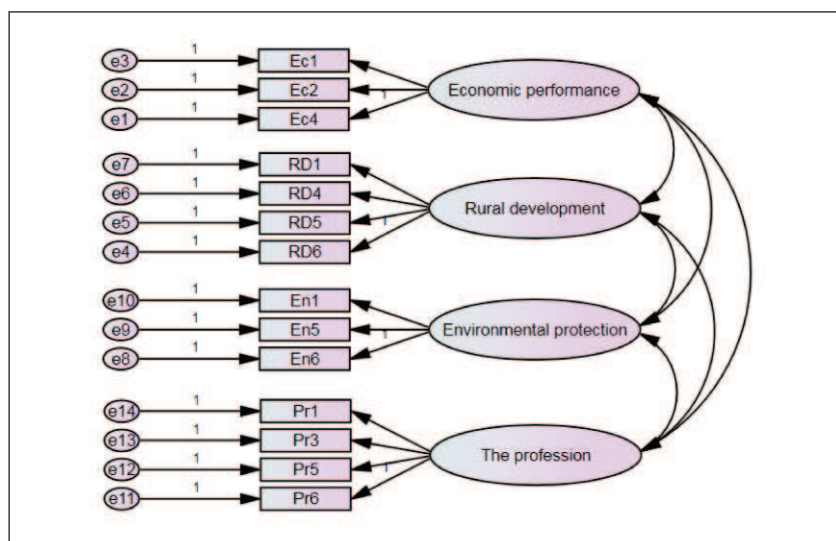 e3 1 Ec1
e2 1 Ec2 1 Economic performance
e1 1 Ec4
e7 1 RD1
e6 1 RD4 Rural development
e5 1 RD5 1
e4 1 RD6
e10 1 En1
e9 1 En5 1 Environmental protection
e8 1 En6
e14 1 Pr1
e13 1 Pr3 The profession
e12 1 Pr5 1
e11 1 Pr6